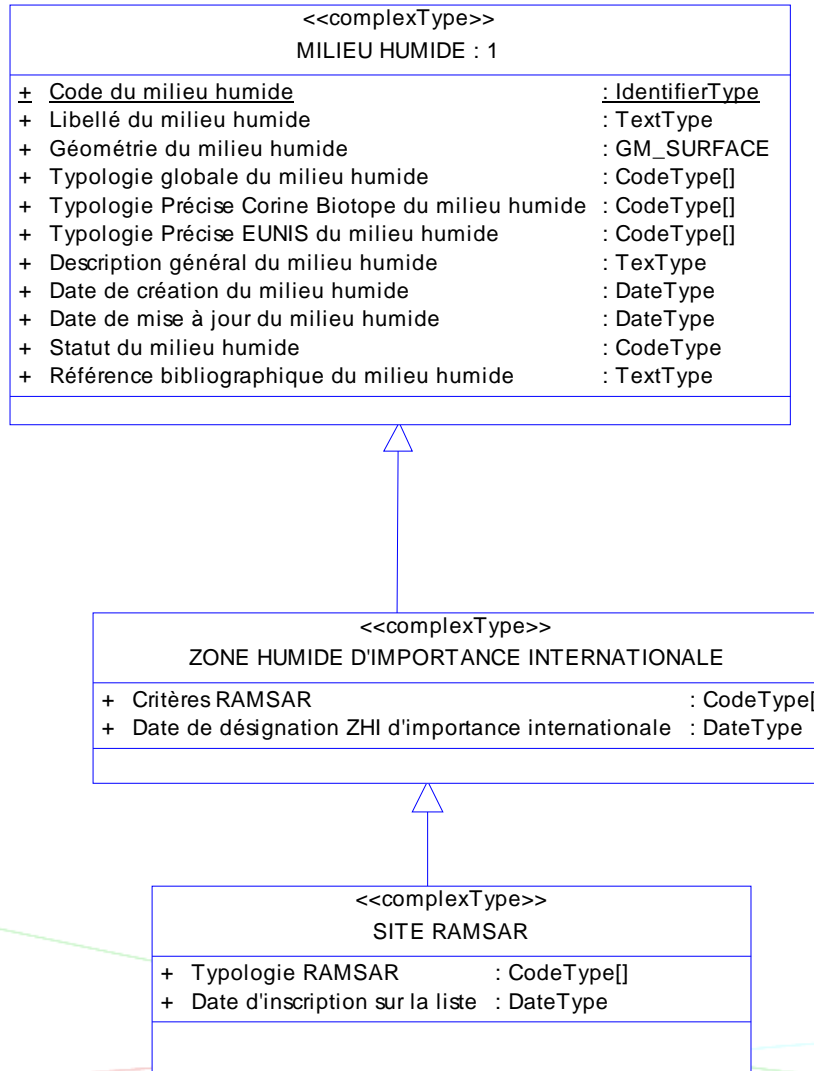 <<complexType>>
MILIEU HUMIDE : 1
+ Code du milieu humide : IdentifierType
+ Libellé du milieu humide : TextType
+ Géométrie du milieu humide : GM_SURFACE
+ Typologie globale du milieu humide : CodeType[]
+ Typologie Précise Corine Biotope du milieu humide : CodeType[]
+ Typologie Précise EUNIS du milieu humide : CodeType[]
+ Description général du milieu humide : TexType
+ Date de création du milieu humide : DateType
+ Date de mise à jour du milieu humide : DateType
+ Statut du milieu humide : CodeType
+ Référence bibliographique du milieu humide : TextType
<<complexType>>
ZONE HUMIDE D'IMPORTANCE INTERNATIONALE
+ Critères RAMSAR : CodeType[
+ Date de désignation ZHI d'importance internationale : DateType
<<complexType>>
SITE RAMSAR
+ Typologie RAMSAR : CodeType[]
+ Date d'inscription sur la liste : DateType